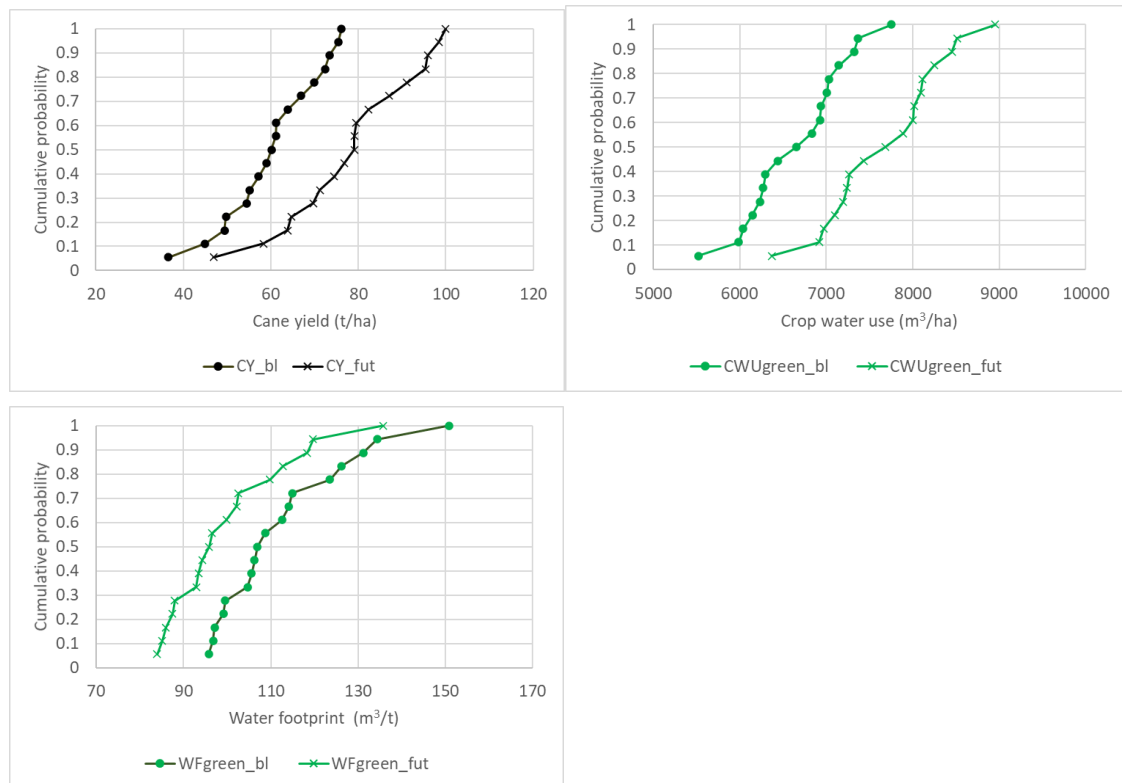 1
0.9
0.8
0.7
0.6
0.5
0.4
0.3
0.2
0.1
0
Cumulative probability
20 40 60 80 100 120
Cane yield (t/ha)
CY_bl CY_fut
1
0.9
0.8
0.7
0.6
0.5
0.4
0.3
0.2
0.1
0
Cumulative probability
5000 6000 7000 8000 9000 10000
Crop water use (m³/ha)
CWUgreen_bl CWUgreen_fut
1
0.9
0.8
0.7
0.6
0.5
0.4
0.3
0.2
0.1
0
Cumulative probability
70 90 110 130 150 170
Water footprint (m³/t)
WFgreen_bl WFgreen_fut